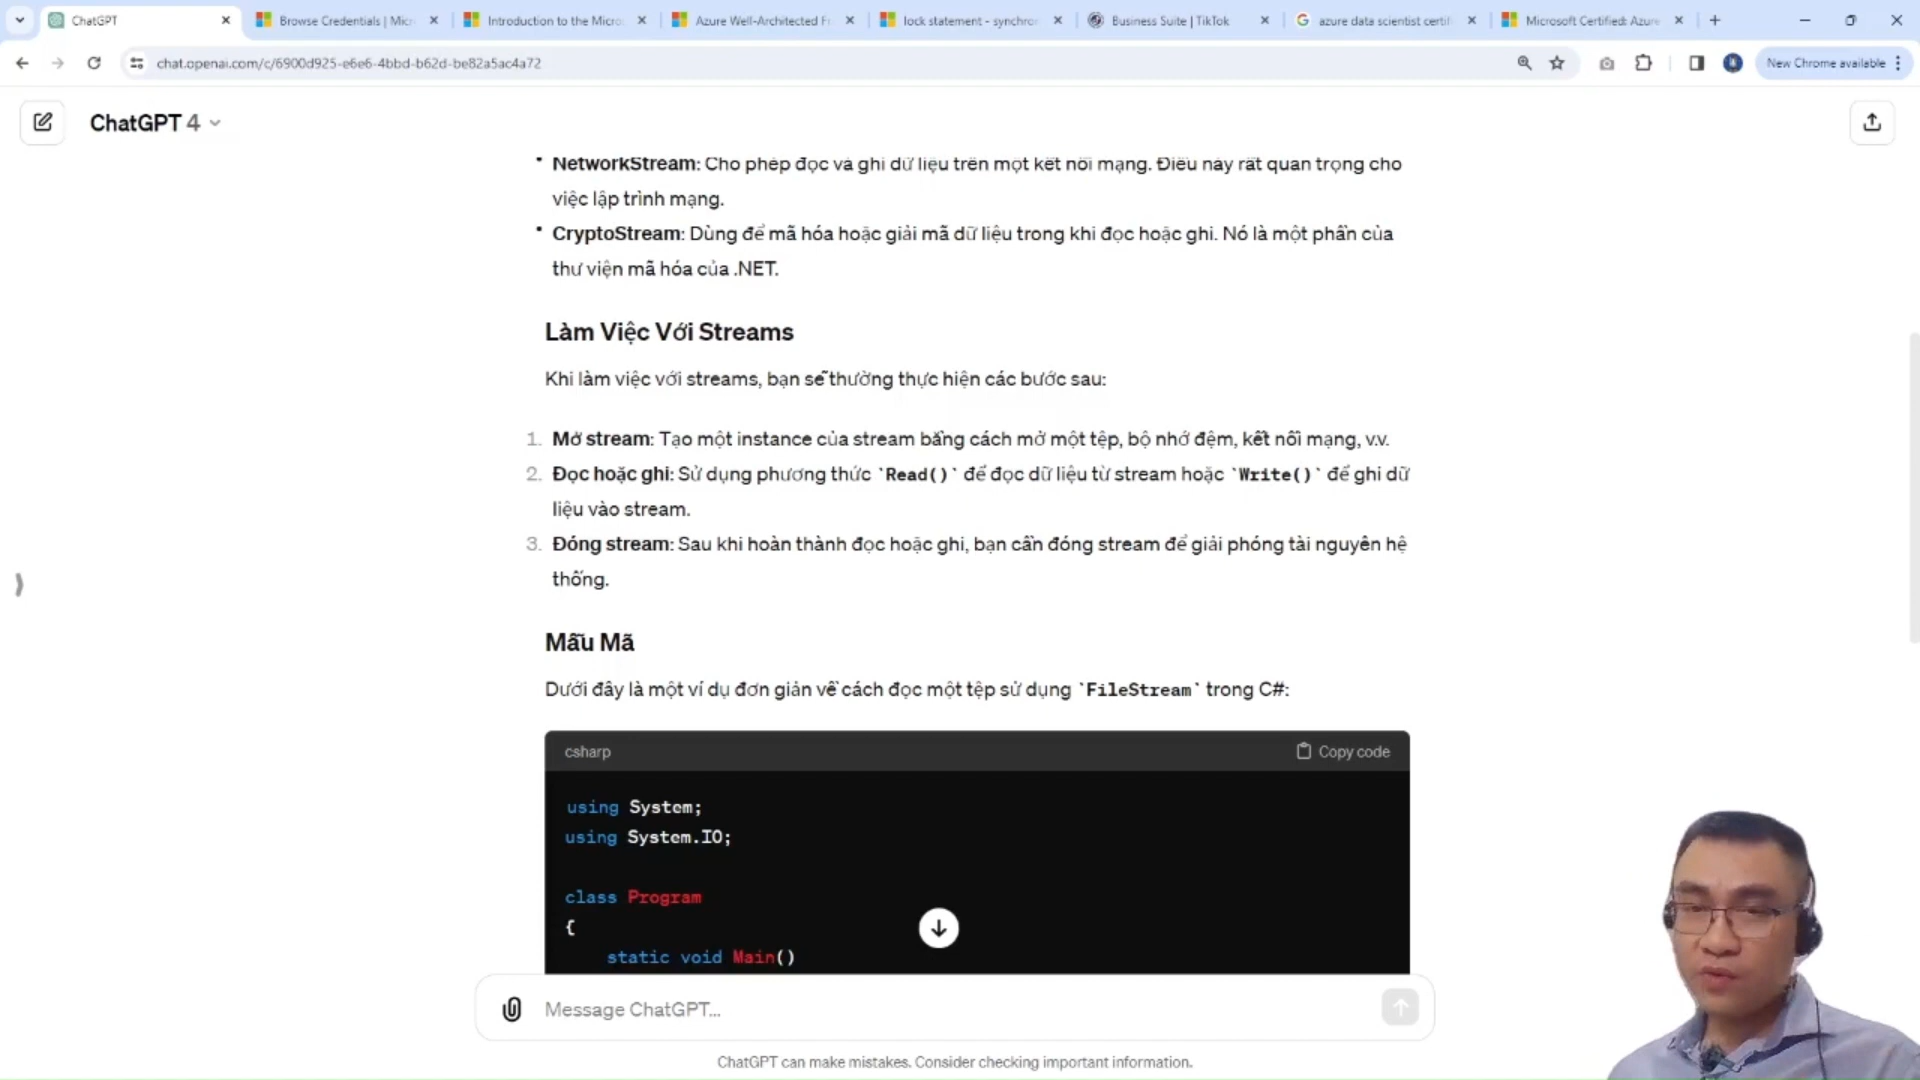 ChatGPT
Browse Credentials | Micr
Introduction to the Micro
Azure Well-Architected Fr
lock statement - synchron
Business Suite | TikTok
azure data scientist certifi
Microsoft Certified: Azure
chat.openai.com/c/6900d925-e6e6-4bbd-b62d-be82a5ac4a72
New Chrome available
ChatGPT 4
• NetworkStream: Cho phép đọc và ghi dữ liệu trên một kết nối mạng. Điều này rất quan trọng cho
việc lập trình mạng.
• CryptoStream: Dùng để mã hóa hoặc giải mã dữ liệu trong khi đọc hoặc ghi. Nó là một phần của
thư viện mã hóa của .NET.
Làm Việc Với Streams
Khi làm việc với streams, bạn sẽ thường thực hiện các bước sau:
1. Mở stream: Tạo một instance của stream bằng cách mở một tệp, bộ nhớ đệm, kết nối mạng, v.v.
2. Đọc hoặc ghi: Sử dụng phương thức `Read()` để đọc dữ liệu từ stream hoặc `Write()` để ghi dữ
liệu vào stream.
3. Đóng stream: Sau khi hoàn thành đọc hoặc ghi, bạn cần đóng stream để giải phóng tài nguyên hệ
thống.
Mẫu Mã
Dưới đây là một ví dụ đơn giản về cách đọc một tệp sử dụng `FileStream` trong C#:
csharp
Copy code
using System;
using System.IO;
class Program
{
static void Main()
Message ChatGPT...
ChatGPT can make mistakes. Consider checking important information.